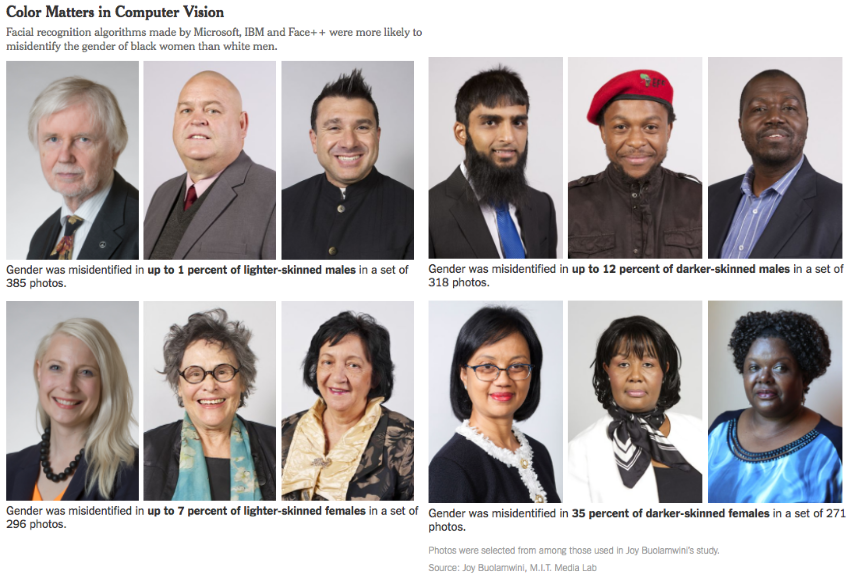 Color Matters in Computer Vision
Facial recognition algorithms made by Microsoft, IBM and Face++ were more likely to
misidentify the gender of black women than white men.
Gender was misidentified in up to 1 percent of lighter-skinned males in a set of
385 photos.
Gender was misidentified in up to 12 percent of darker-skinned males in a set of
318 photos.
Gender was misidentified in up to 7 percent of lighter-skinned females in a set of
296 photos.
Gender was misidentified in 35 percent of darker-skinned females in a set of 271
photos.
Photos were selected from among those used in Joy Buolamwini's study.
Source: Joy Buolamwini, M.I.T. Media Lab